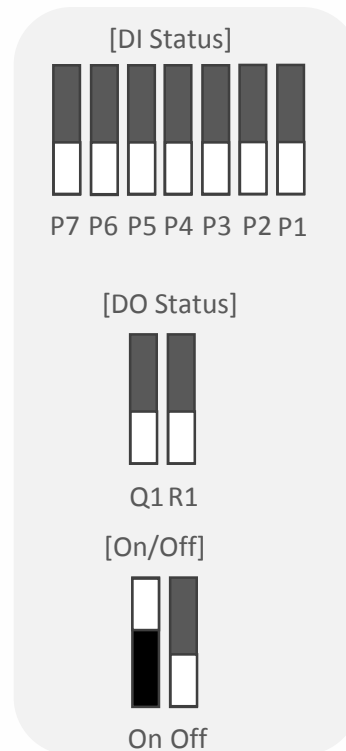 [DI Status]
P7 P6 P5 P4 P3 P2 P1
[DO Status]
Q1 R1
[On/Off]
On Off